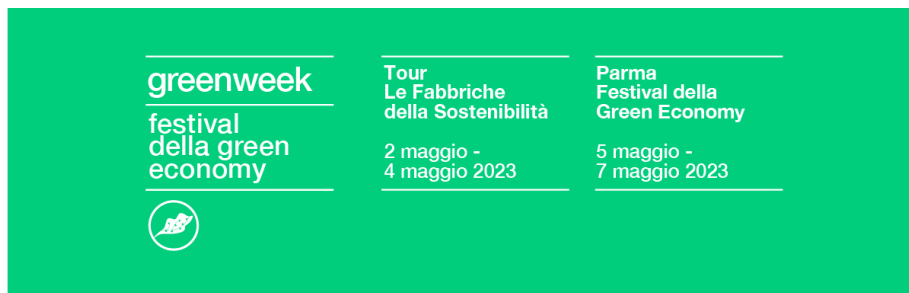 greenweek
festival
della green
economy
Tour
Le Fabbriche
della Sostenibilità
2 maggio -
4 maggio 2023
Parma
Festival della
Green Economy
5 maggio -
7 maggio 2023